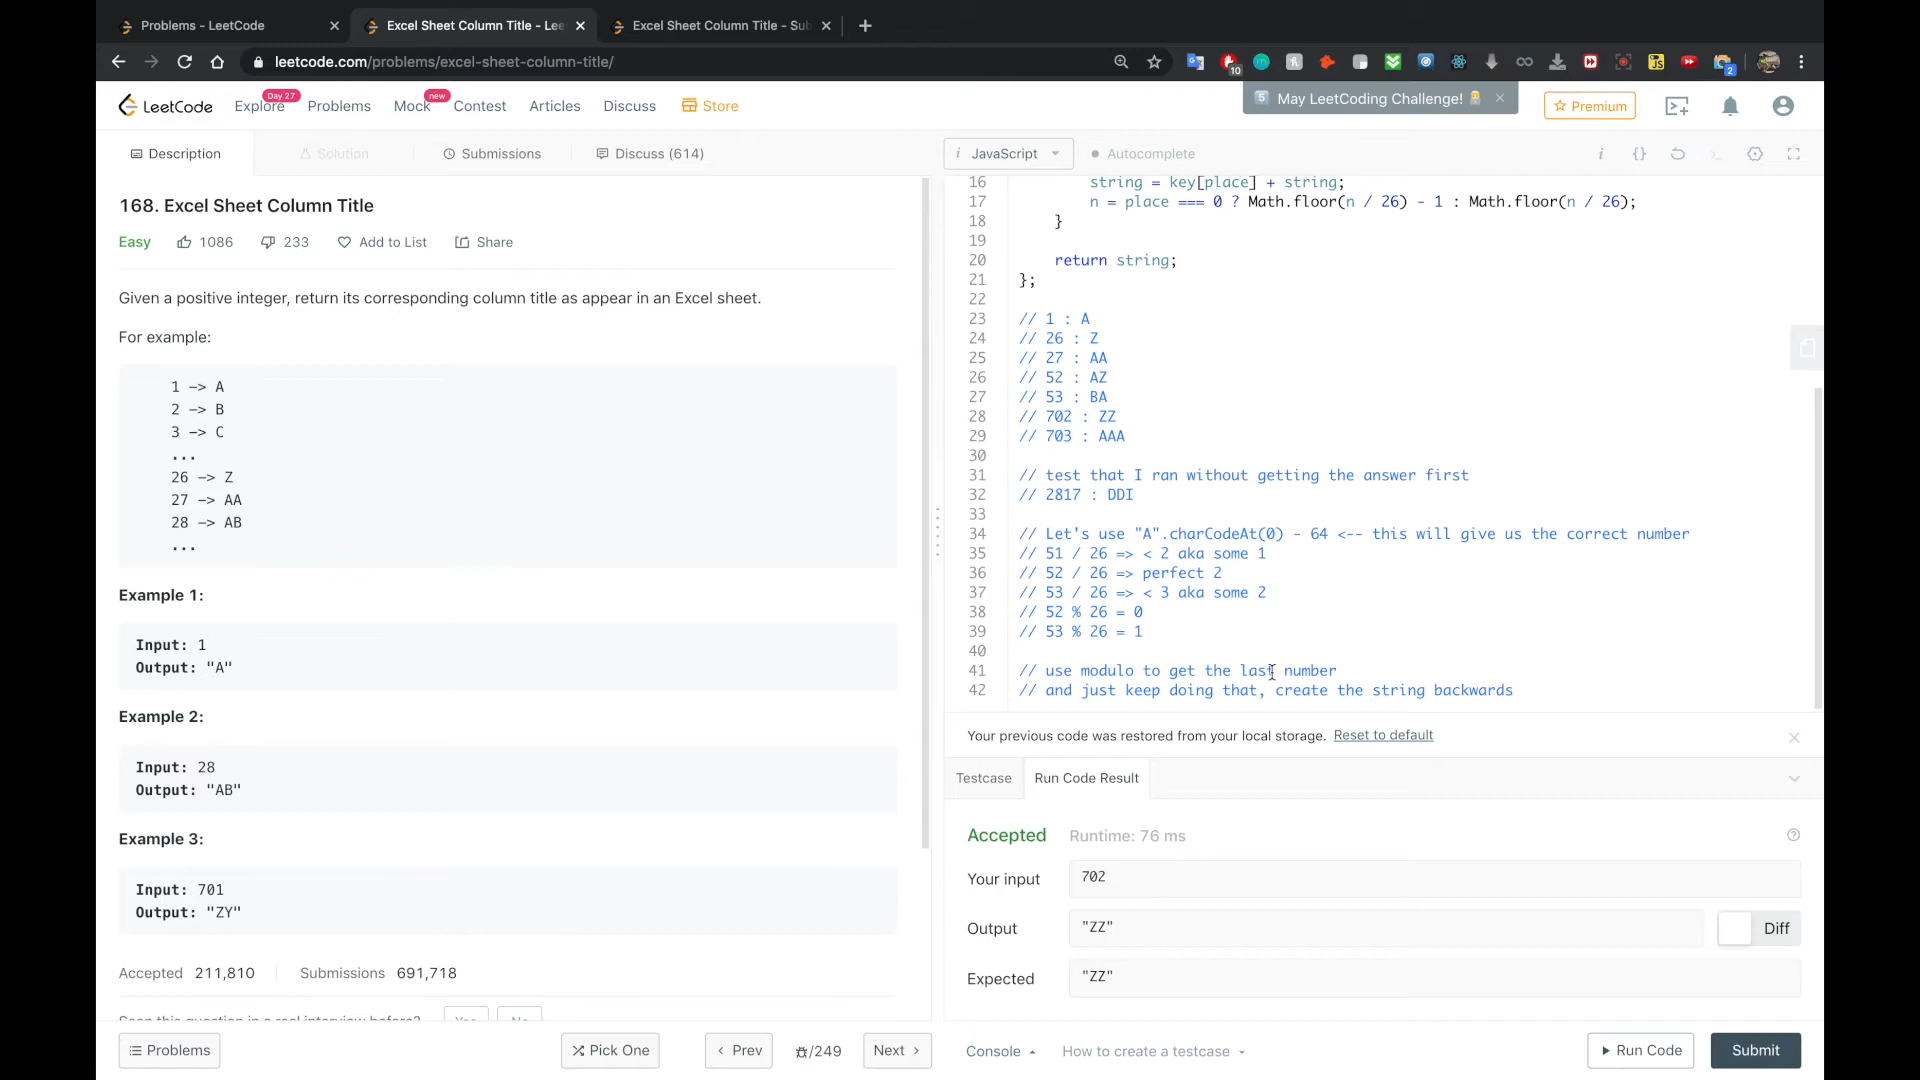 Problems - LeetCode
Excel Sheet Column Title - Lee
Excel Sheet Column Title - Sub
leetcode.com/problems/excel-sheet-column-title/
10
2
LeetCode
Explore
Day 27
Problems
Mock
new
Contest
Articles
Discuss
Store
May LeetCoding Challenge!
Premium
Description
Solution
Submissions
Discuss (614)
i JavaScript
Autocomplete
168. Excel Sheet Column Title
Easy
1086
233
Add to List
Share
Given a positive integer, return its corresponding column title as appear in an Excel sheet.
For example:
1 -> A
2 -> B
3 -> C
...
26 -> Z
27 -> AA
28 -> AB
...
Example 1:
Input: 1
Output: "A"
Example 2:
Input: 28
Output: "AB"
Example 3:
Input: 701
Output: "ZY"
Accepted 211,810
Submissions 691,718
Seen this question in a real interview before? Yes No
Problems
Pick One
Prev
/249
Next
16 string = key[place] + string;
17 n = place === 0 ? Math.floor(n / 26) - 1 : Math.floor(n / 26);
18 }
19
20 return string;
21 };
22
23 // 1 : A
24 // 26 : Z
25 // 27 : AA
26 // 52 : AZ
27 // 53 : BA
28 // 702 : ZZ
29 // 703 : AAA
30
31 // test that I ran without getting the answer first
32 // 2817 : DDI
33
34 // Let's use "A".charCodeAt(0) - 64 <-- this will give us the correct number
35 // 51 / 26 => < 2 aka some 1
36 // 52 / 26 => perfect 2
37 // 53 / 26 => < 3 aka some 2
38 // 52 % 26 = 0
39 // 53 % 26 = 1
40
41 // use modulo to get the last number
42 // and just keep doing that, create the string backwards
Your previous code was restored from your local storage. Reset to default
Testcase
Run Code Result
Accepted
Runtime: 76 ms
Your input
702
Output
"ZZ"
Diff
Expected
"ZZ"
Console
How to create a testcase
Run Code
Submit